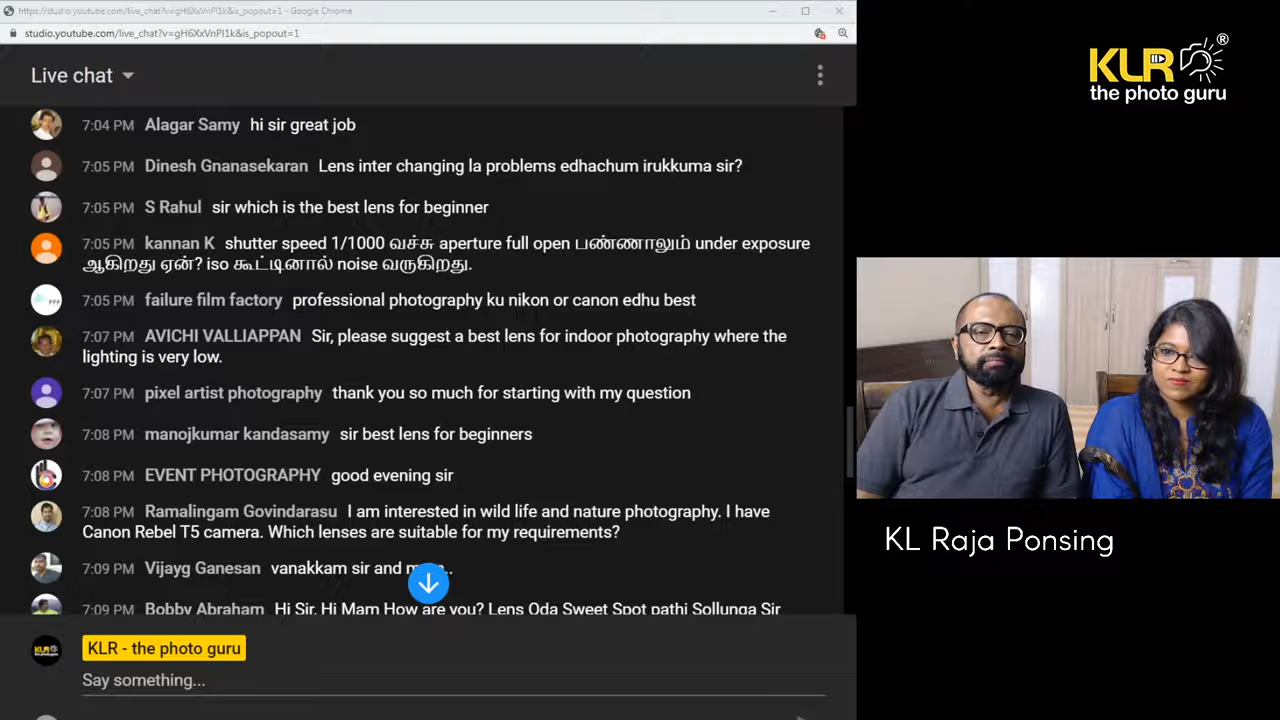 https://studio.youtube.com/live_chat?v=gH6XxVnPI1k&is_popout=1 - Google Chrome
studio.youtube.com/live_chat?v=gH6XxVnPI1k&is_popout=1
Live chat
7:04 PM Alagar Samy hi sir great job
7:05 PM Dinesh Gnanasekaran Lens inter changing la problems edhachum irukkuma sir?
7:05 PM S Rahul sir which is the best lens for beginner
7:05 PM kannan K shutter speed 1/1000 வச்சு aperture full open பண்ணாலும் under exposure
ஆகிறது ஏன்? iso கூட்டினால் noise வருகிறது.
7:05 PM failure film factory professional photography ku nikon or canon edhu best
7:07 PM AVICHI VALLIAPPAN Sir, please suggest a best lens for indoor photography where the
lighting is very low.
7:07 PM pixel artist photography thank you so much for starting with my question
7:08 PM manojkumar kandasamy sir best lens for beginners
7:08 PM EVENT PHOTOGRAPHY good evening sir
7:08 PM Ramalingam Govindarasu I am interested in wild life and nature photography. I have
Canon Rebel T5 camera. Which lenses are suitable for my requirements?
7:09 PM Vijayg Ganesan vanakkam sir and
7:09 PM Bobby Abraham Hi Sir, Hi Mam How are you? Lens Oda Sweet Spot pathi Sollunga Sir
KLR - the photo guru
Say something...
KLR ®
the photo guru
KL Raja Ponsing